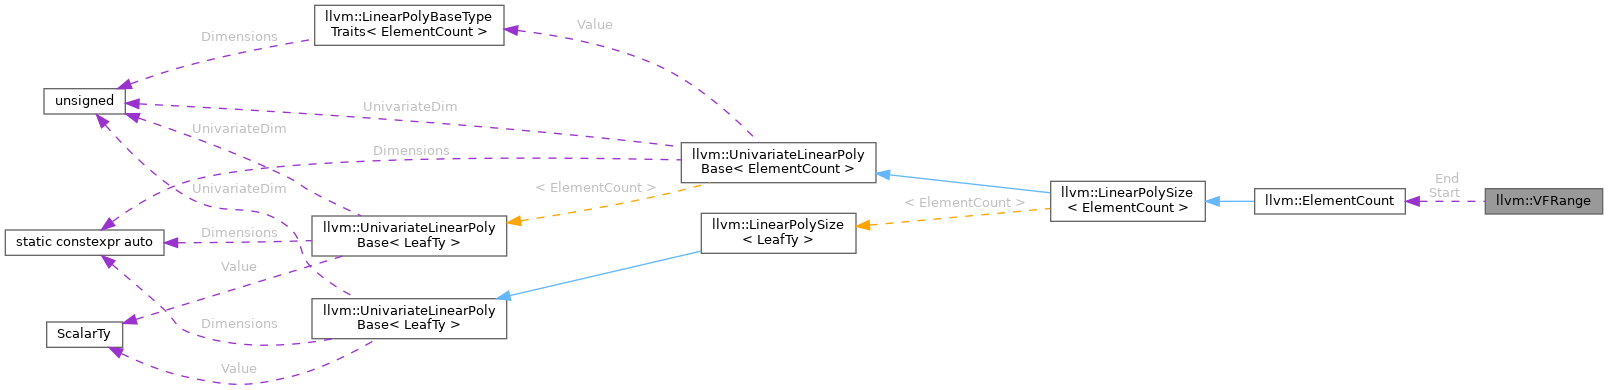 llvm::LinearPolyBaseType
Traits< ElementCount >
Value
Dimensions
unsigned
UnivariateDim
UnivariateDim
Dimensions
llvm::UnivariateLinearPoly
Base< ElementCount >
UnivariateDim
< ElementCount >
llvm::LinearPolySize
< ElementCount >
End
Start
llvm::ElementCount
llvm::VFRange
< ElementCount >
llvm::UnivariateLinearPoly
Base< LeafTy >
llvm::LinearPolySize
< LeafTy >
static constexpr auto
Dimensions
Value
llvm::UnivariateLinearPoly
Base< LeafTy >
Dimensions
ScalarTy
Value